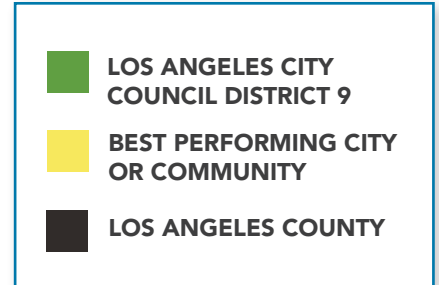 LOS ANGELES CITY
COUNCIL DISTRICT 9
BEST PERFORMING CITY
OR COMMUNITY
LOS ANGELES COUNTY